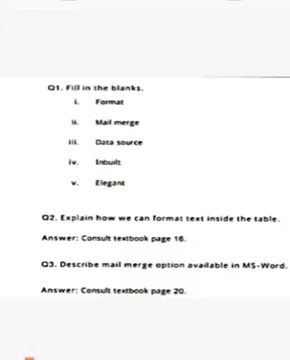 Q1. Fill in the blanks.
i. Format
ii. Mail merge
iii. Data source
iv. Inbuilt
v. Elegant
Q2. Explain how we can format text inside the table.
Answer: Consult textbook page 16.
Q3. Describe mail merge option available in MS-Word.
Answer: Consult textbook page 20.